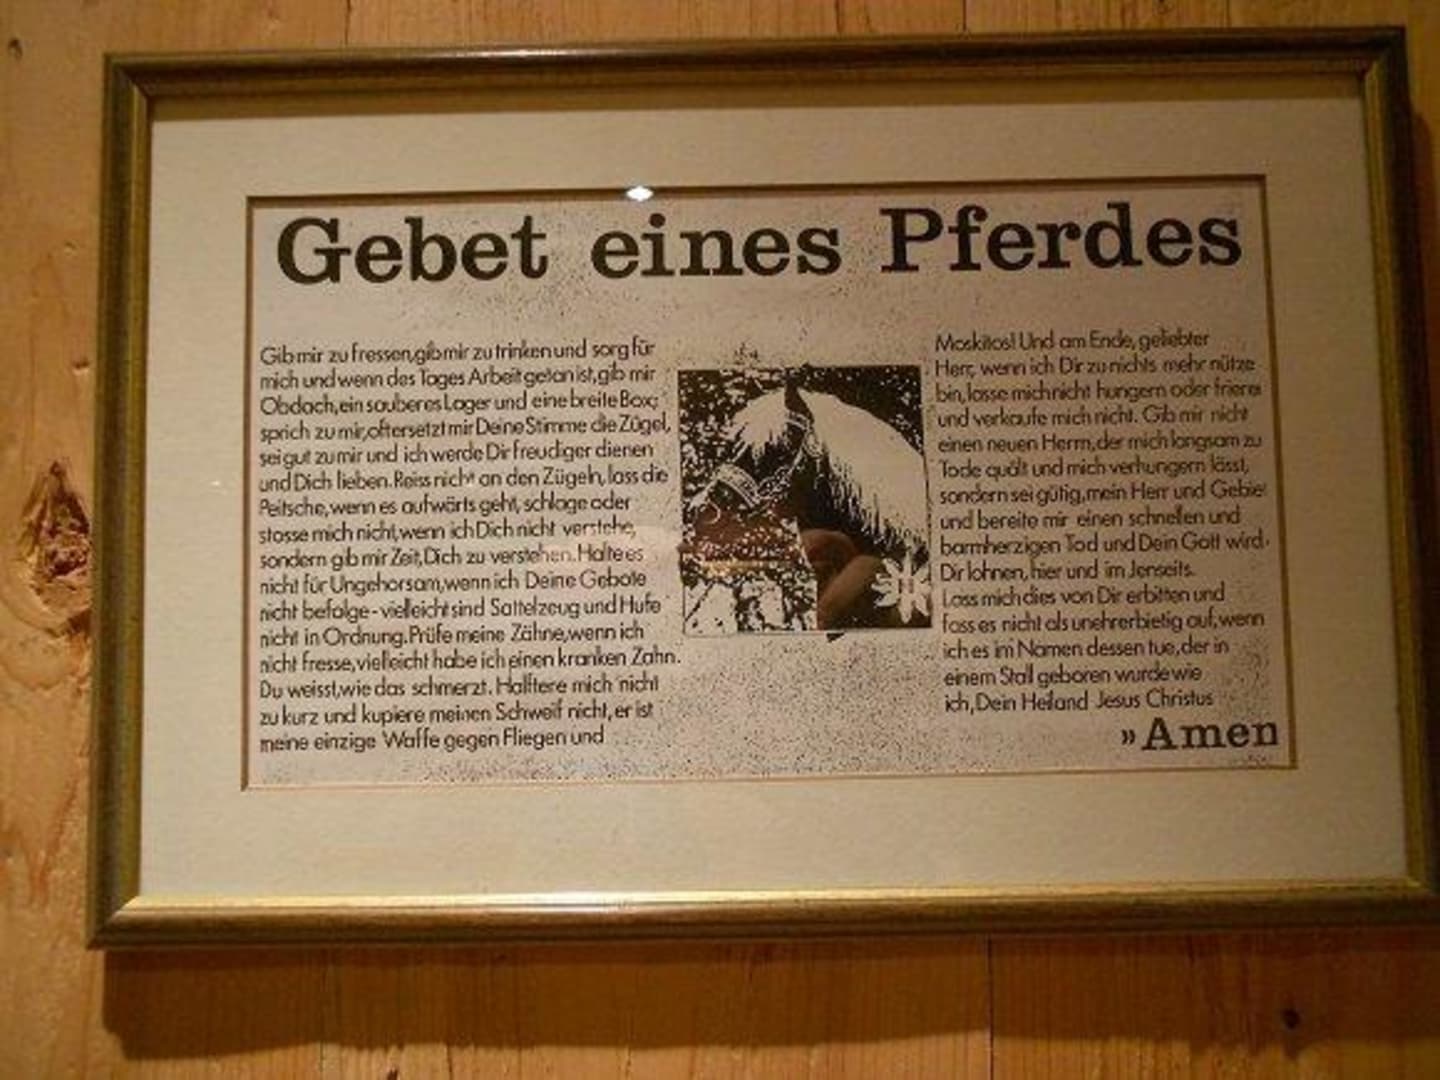 Gebet eines Pferdes
Gib mir zu fressen, gib mir zu trinken und sorg für
mich und wenn des Tages Arbeit getan ist, gib mir
Obdach, ein sauberes Lager und eine breite Box;
sprich zu mir, oft ersetzt mir Deine Stimme die Zügel,
sei gut zu mir und ich werde Dir freudiger dienen
und Dich lieben. Reiss nicht an den Zügeln, lass die
Peitsche, wenn es aufwärts geht, schlage oder
stosse mich nicht, wenn ich Dich nicht verstehe,
sondern gib mir Zeit, Dich zu verstehen. Halte es
nicht für Ungehorsam, wenn ich Deine Gebote
nicht befolge - vielleicht sind Sattelzeug und Hufe
nicht in Ordnung. Prüfe meine Zähne, wenn ich
nicht fresse, vielleicht habe ich einen kranken Zahn.
Du weisst, wie das schmerzt. Halftere mich nicht
zu kurz und kupiere meinen Schweif nicht, er ist
meine einzige Waffe gegen Fliegen und
Moskitos! Und am Ende, geliebter
Herr, wenn ich Dir zu nichts mehr nütze
bin, lasse mich nicht hungern oder frieren
und verkaufe mich nicht. Gib mir nicht
einen neuen Herrn, der mich langsam zu
Tode quält und mich verhungern lässt,
sondern sei gütig, mein Herr und Gebie
und bereite mir einen schnellen und
barmherzigen Tod und Dein Gott wird
Dir lohnen, hier und im Jenseits.
Lass mich dies von Dir erbitten und
fass es nicht als unehrerbietig auf, wenn
ich es im Namen dessen tue, der in
einem Stall geboren wurde wie
ich, Dein Heiland Jesus Christus
» Amen